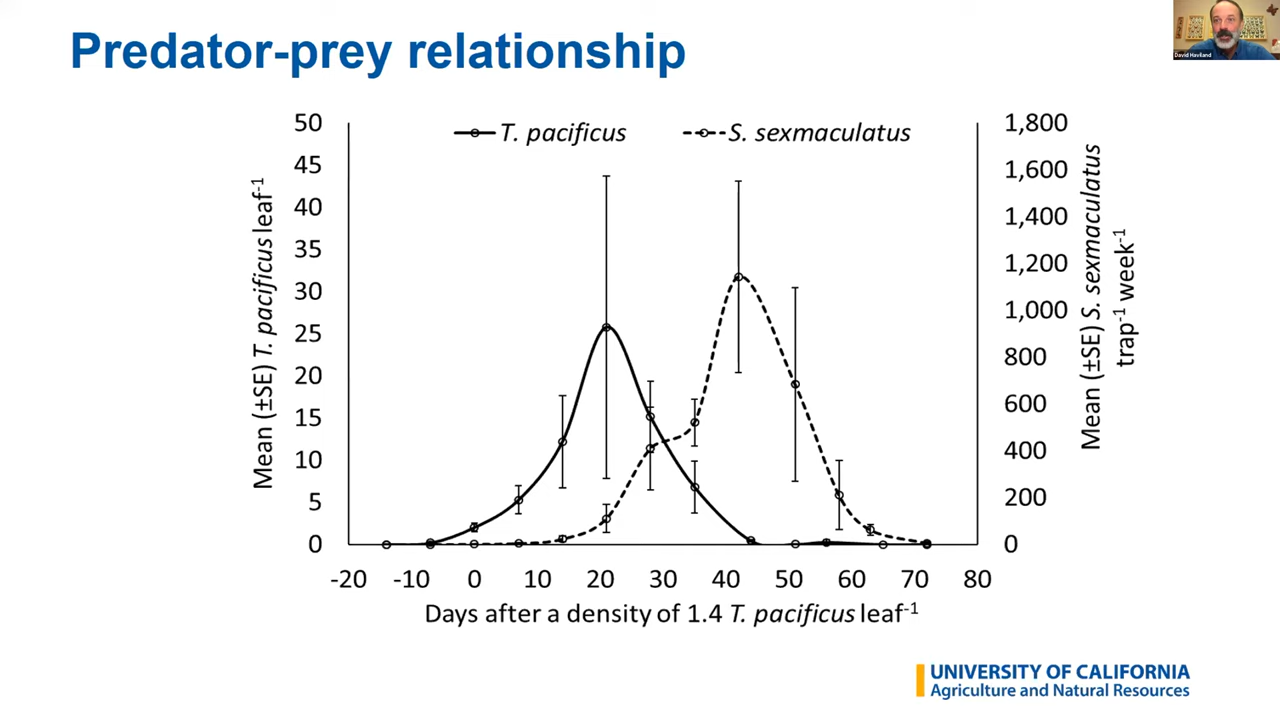 Predator-prey relationship
David Haviland
T. pacificus
S. sexmaculatus
Mean (±SE) T. pacificus leaf⁻¹
50
45
40
35
30
25
20
15
10
5
0
1,800
1,600
1,400
1,200
1,000
800
600
400
200
0
Mean (±SE) S. sexmaculatus
trap⁻¹ week⁻¹
-20 -10 0 10 20 30 40 50 60 70 80
Days after a density of 1.4 T. pacificus leaf⁻¹
UNIVERSITY OF CALIFORNIA
Agriculture and Natural Resources